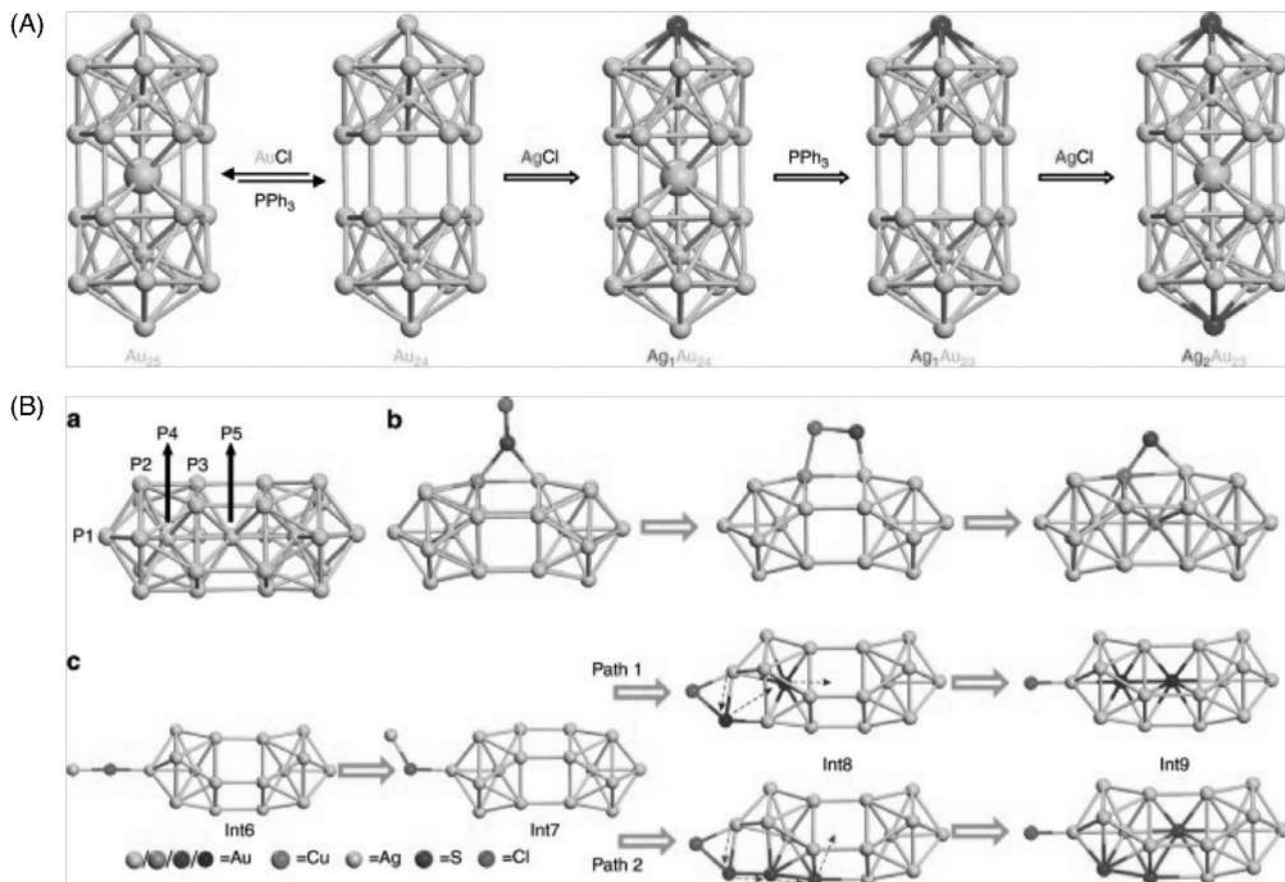 (A)
AuCl
PPh₃
AgCl
PPh₃
AgCl
Au₂₅
Au₂₄
Ag₁Au₂₄
Ag₁Au₂₃
Ag₂Au₂₃
(B)
a
P4
P5
P2
P3
P1
b
c
Path 1
Int6
Int7
Int8
Int9
Path 2
/ / / =Au =Cu =Ag =S =Cl